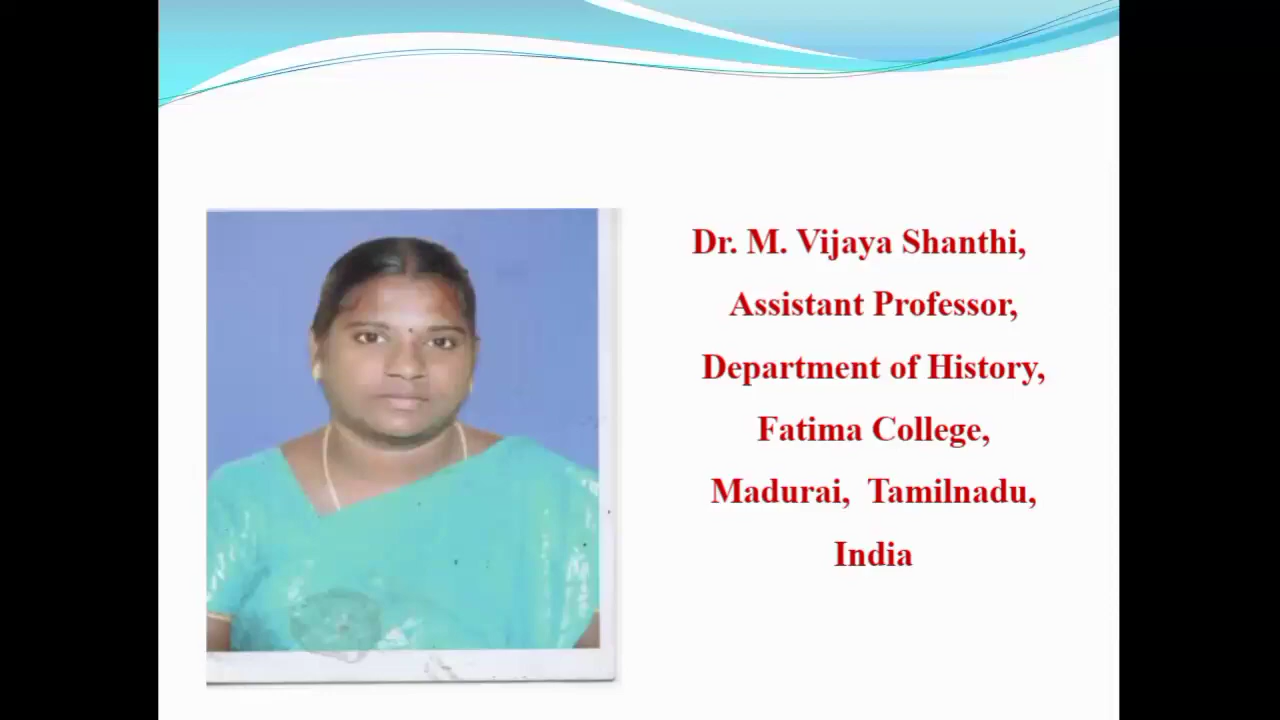 Dr. M. Vijaya Shanthi,
Assistant Professor,
Department of History,
Fatima College,
Madurai, Tamilnadu,
India